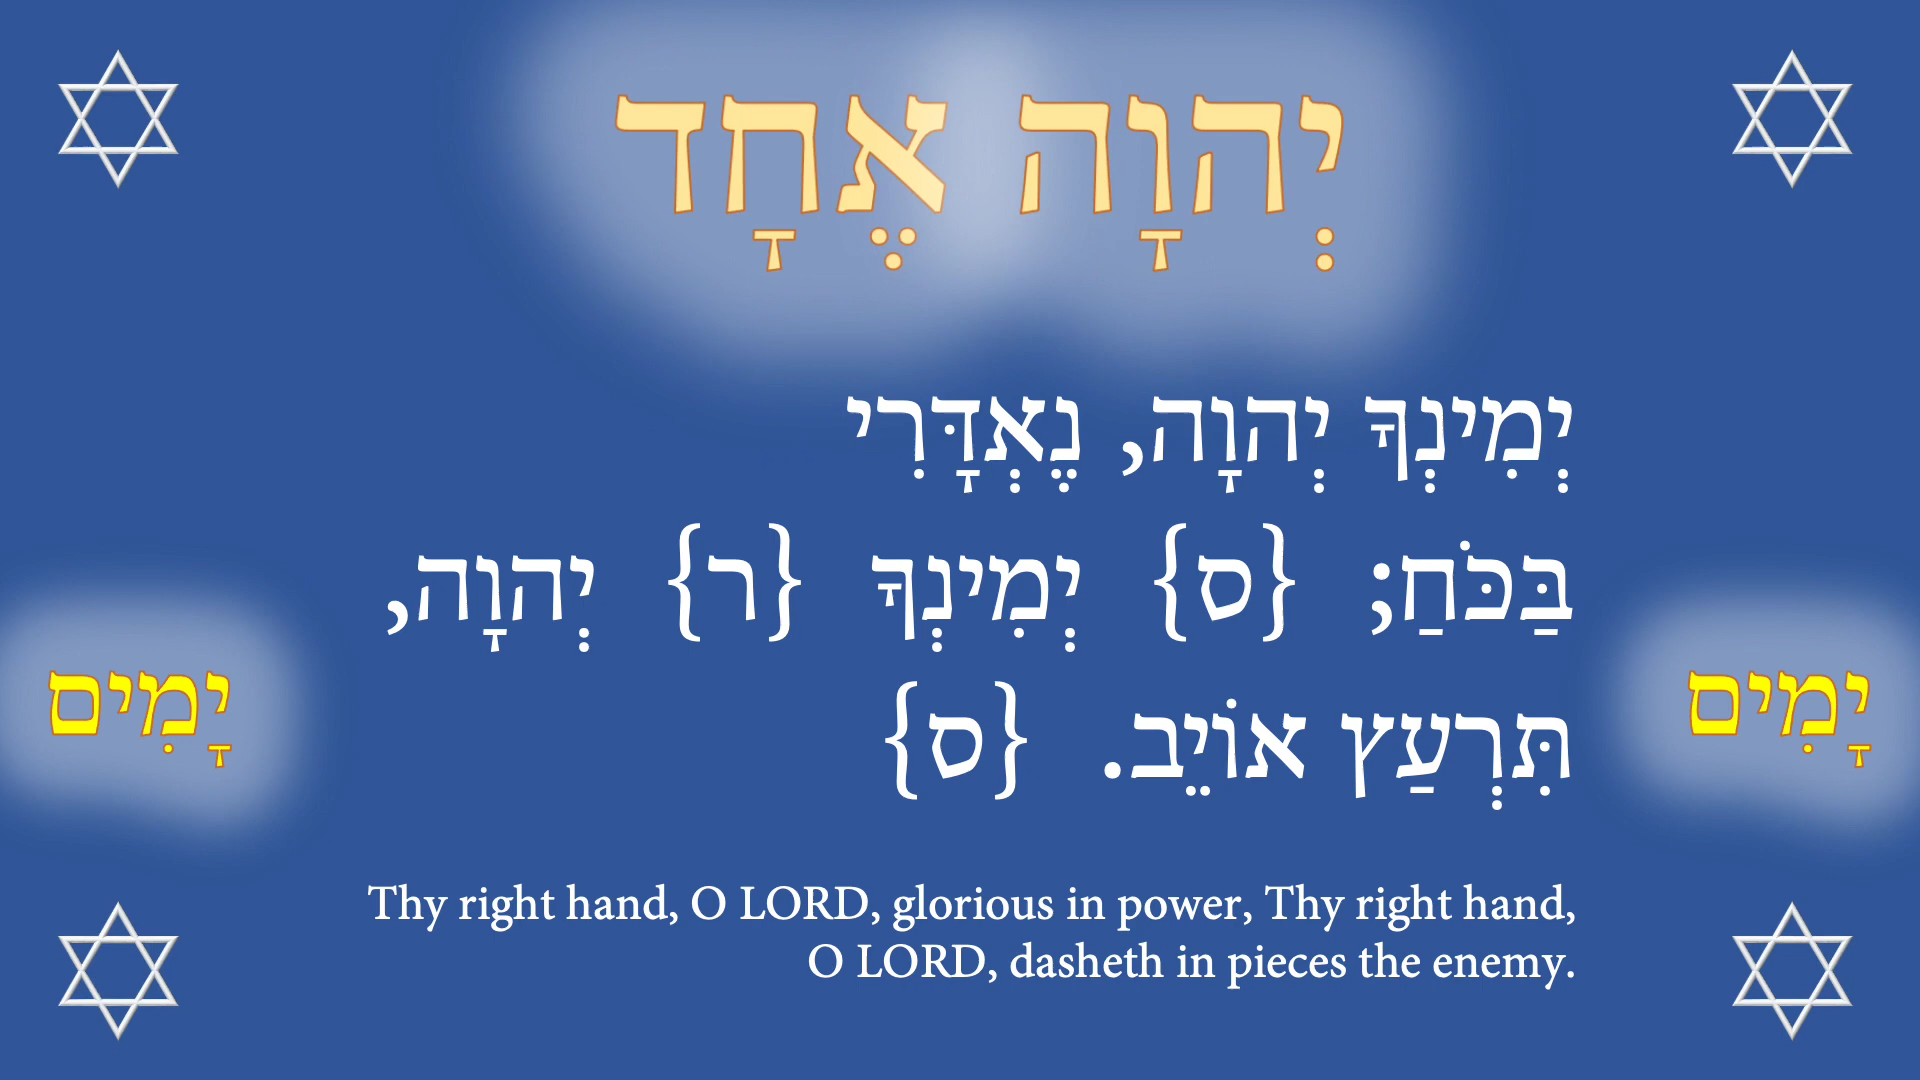 יְהוָה אֶחָד
יְמִינְךָ יְהוָה, נֶאְדָּרִי
בַּכֹּחַ; {ס} יְמִינְךָ {ר} יְהוָה,
תִּרְעַץ אוֹיֵב. {ס}
יָמִים
יָמִים
Thy right hand, O LORD, glorious in power, Thy right hand,
O LORD, dasheth in pieces the enemy.